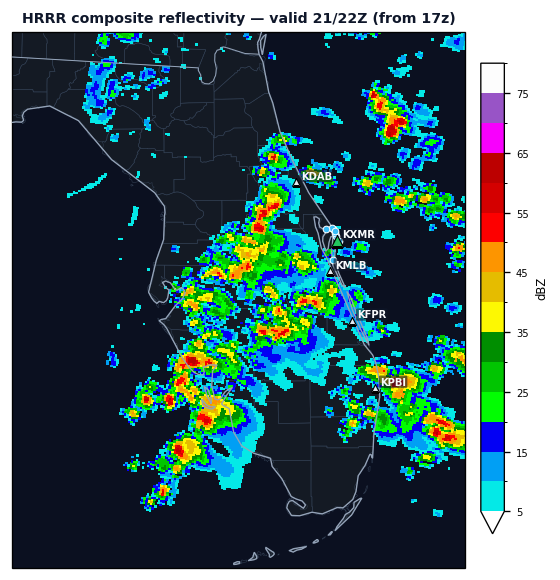 HRRR composite reflectivity — valid 21/22Z (from 17z)
KDAB
KXMR
KMLB
KFPR
KPBI
75
65
55
45
35
25
15
5
dBZ